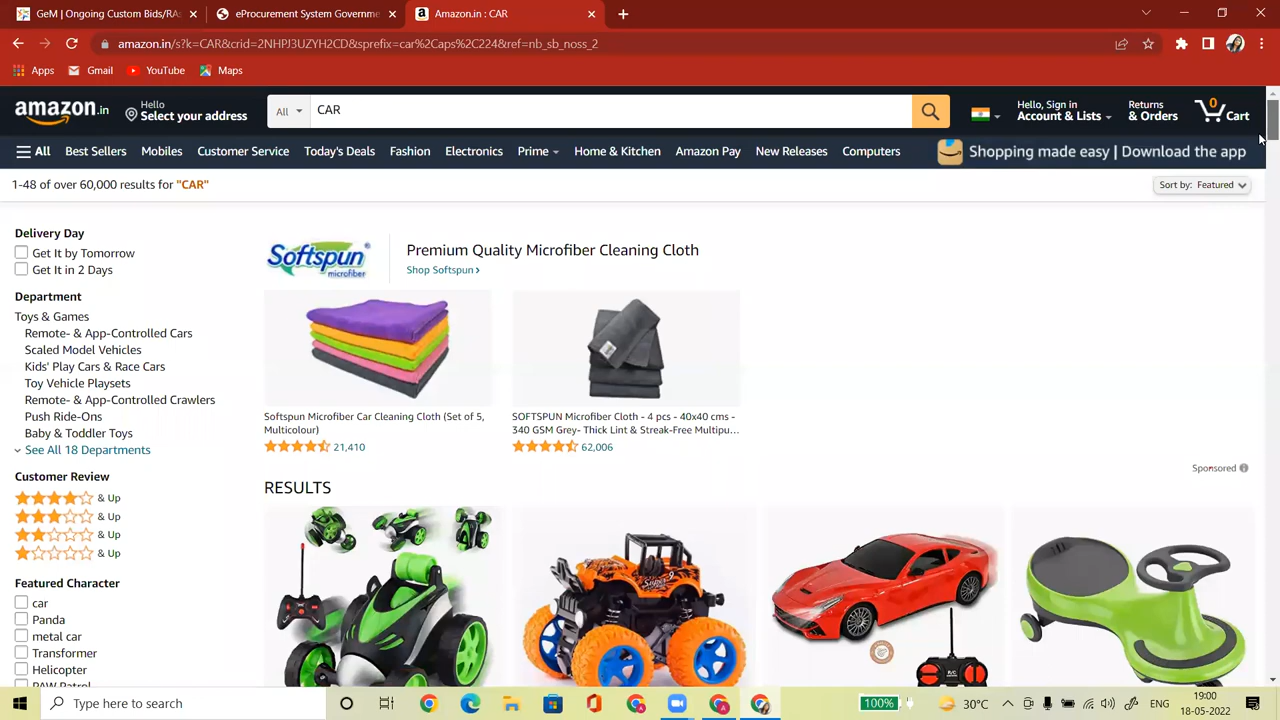 GeM | Ongoing Custom Bids/RAs
eProcurement System Governme
Amazon.in : CAR
amazon.in/s?k=CAR&crid=2NHPJ3UZYH2CD&sprefix=car%2Caps%2C224&ref=nb_sb_noss_2
Apps Gmail YouTube Maps
amazon.in
Hello
Select your address
All
CAR
Hello, Sign in
Account & Lists
Returns
& Orders
0
Cart
All Best Sellers Mobiles Customer Service Today's Deals Fashion Electronics Prime Home & Kitchen Amazon Pay New Releases Computers
Shopping made easy | Download the app
1-48 of over 60,000 results for "CAR"
Sort by: Featured
Delivery Day
Get It by Tomorrow
Get It in 2 Days
Department
Toys & Games
Remote- & App-Controlled Cars
Scaled Model Vehicles
Kids' Play Cars & Race Cars
Toy Vehicle Playsets
Remote- & App-Controlled Crawlers
Push Ride-Ons
Baby & Toddler Toys
See All 18 Departments
Customer Review
& Up
& Up
& Up
& Up
Featured Character
car
Panda
metal car
Transformer
Helicopter
PAW Patrol
Softspun
microfiber
Premium Quality Microfiber Cleaning Cloth
Shop Softspun ›
Softspun Microfiber Car Cleaning Cloth (Set of 5,
Multicolour)
21,410
SOFTSPUN Microfiber Cloth - 4 pcs - 40x40 cms -
340 GSM Grey- Thick Lint & Streak-Free Multipu…
62,006
Sponsored
RESULTS
Type here to search
100%
30°C
ENG
19:00
18-05-2022